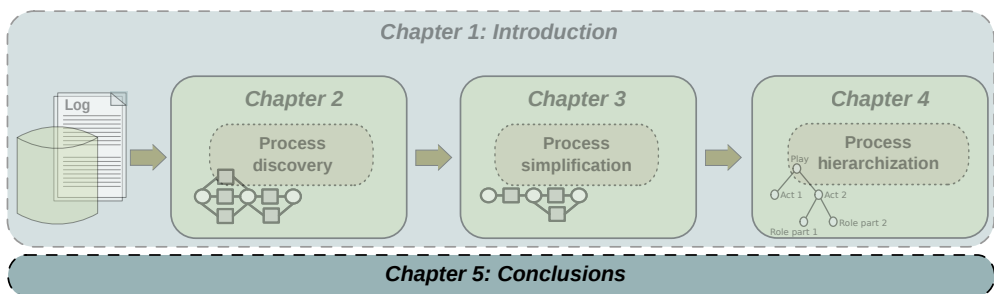 Chapter 1: Introduction
Log
Chapter 2
Process
discovery
Chapter 3
Process
simplification
Chapter 4
Process
hierarchization
Play
Act 1
Act 2
Role part 1
Role part 2
Chapter 5: Conclusions